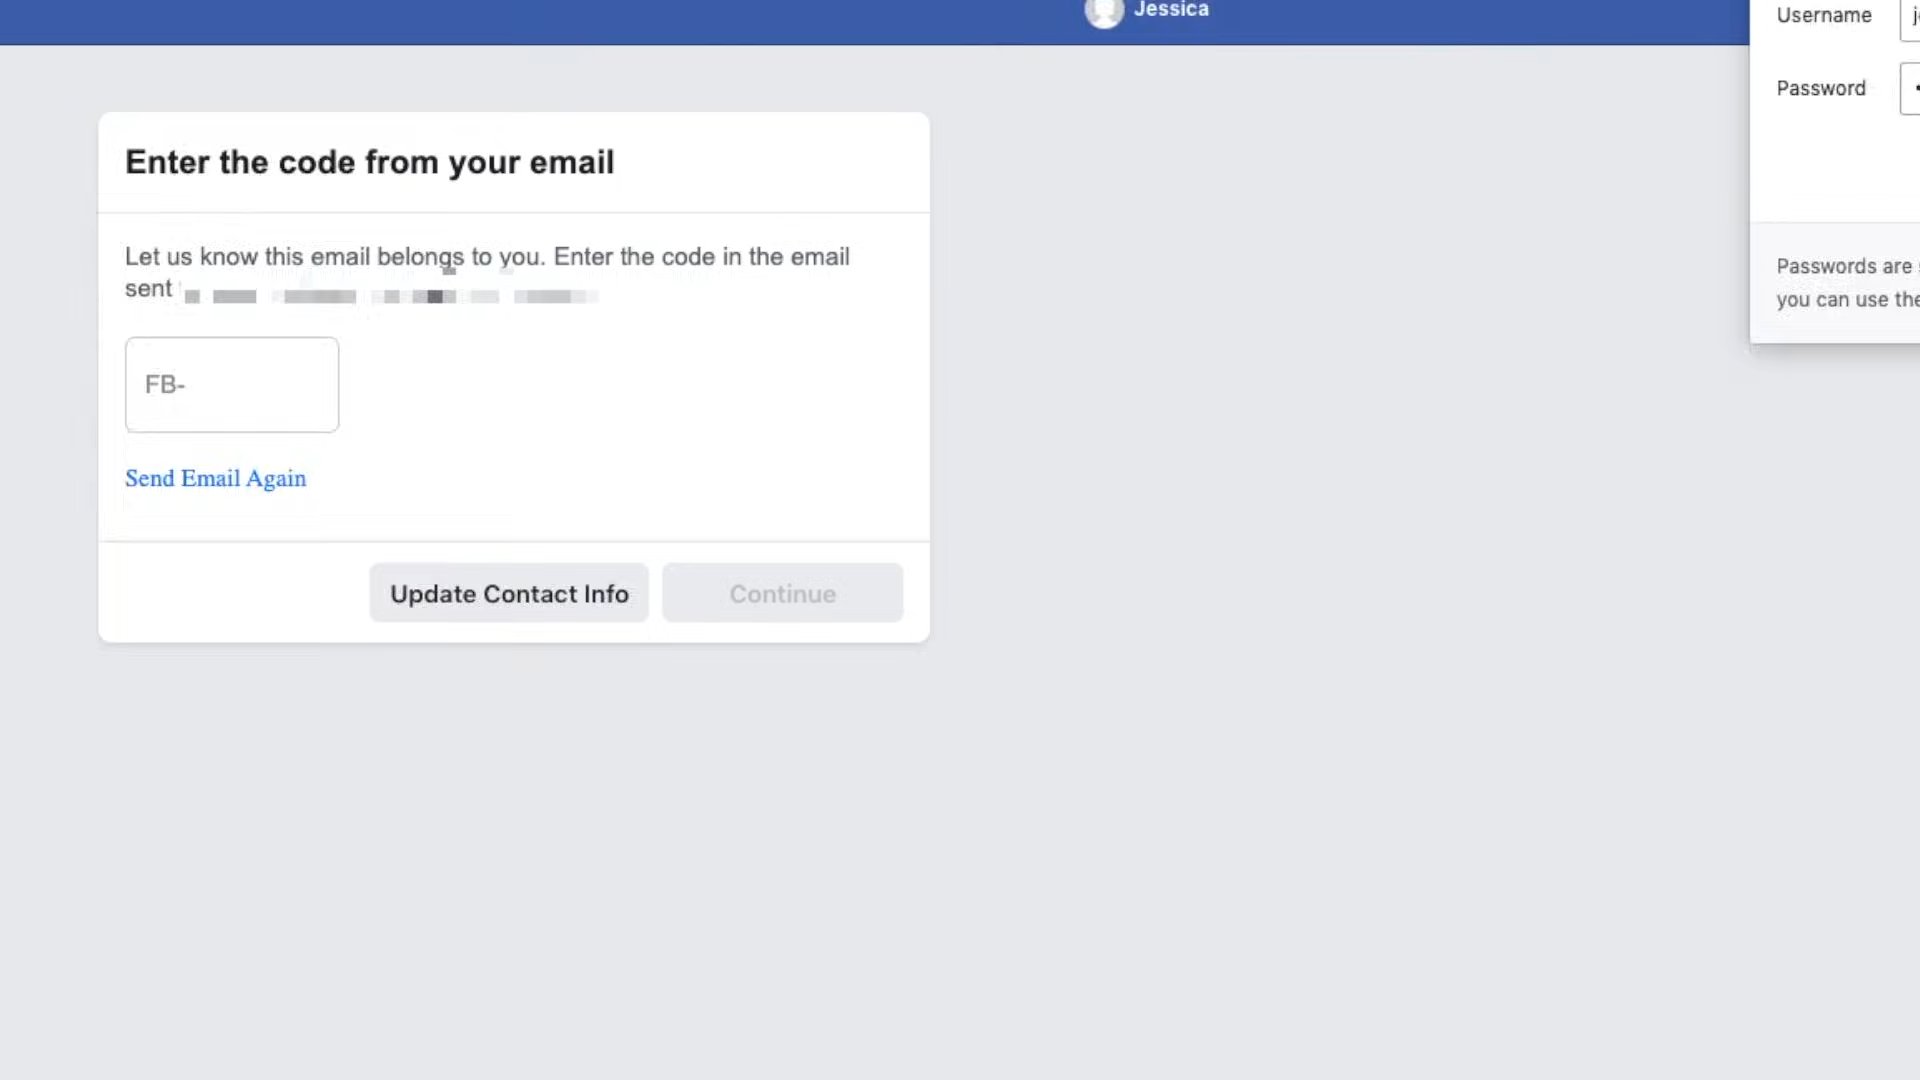 Jessica
Username
Password
Enter the code from your email
Let us know this email belongs to you. Enter the code in the email
sent
FB-
Send Email Again
Update Contact Info
Continue
Passwords are
you can use the